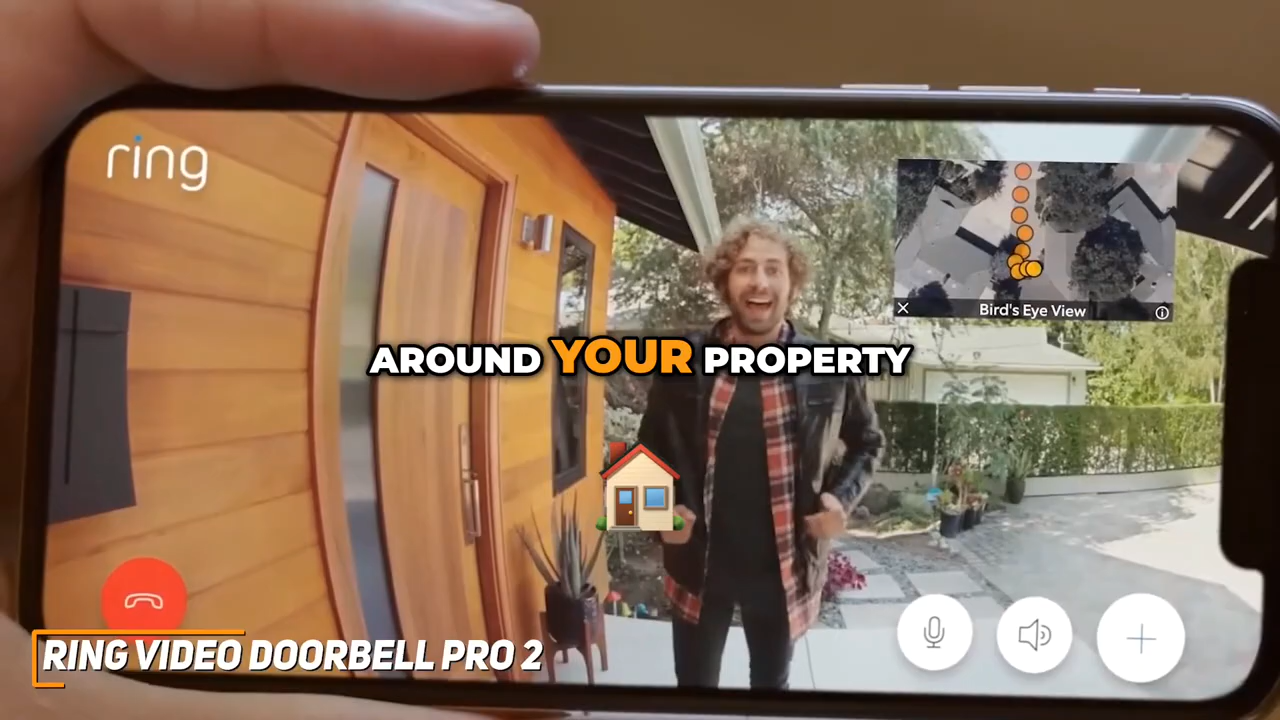 ring
Bird's Eye View
AROUND YOUR PROPERTY
RING VIDEO DOORBELL PRO 2